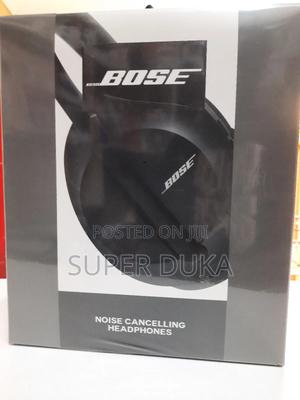 BOSE
BOSE
POSTED ON JIJI
SUPER DUKA
NOISE CANCELLING
HEADPHONES